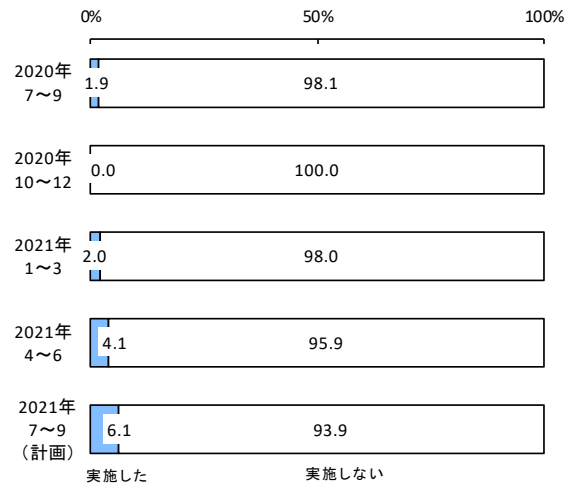 0% 50% 100%
2020年
7～9
1.9 98.1
2020年
10～12
0.0 100.0
2021年
1～3
2.0 98.0
2021年
4～6
4.1 95.9
2021年
7～9
（計画）
6.1 93.9
実施した 実施しない